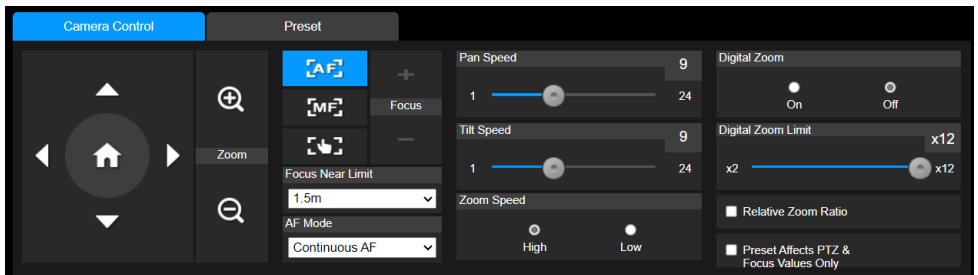 Camera Control
Preset
Zoom
AF
MF
Focus
Focus Near Limit
1.5m
AF Mode
Continuous AF
Pan Speed
9
1
24
Tilt Speed
9
1
24
Zoom Speed
High
Low
Digital Zoom
On
Off
Digital Zoom Limit
x12
x2
x12
Relative Zoom Ratio
Preset Affects PTZ &
Focus Values Only